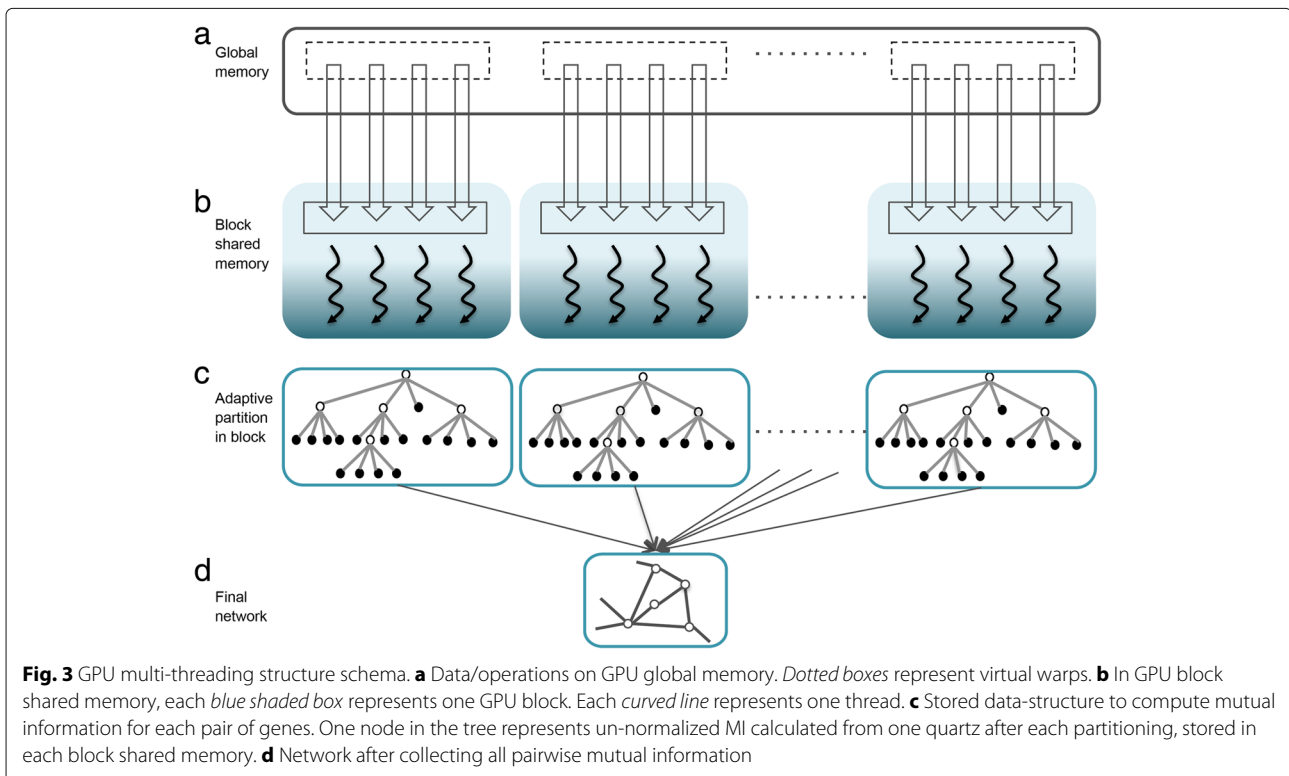 a
Global
memory
b
Block
shared
memory
c
Adaptive
partition
in block
d
Final
network
Fig. 3 GPU multi-threading structure schema. a Data/operations on GPU global memory. Dotted boxes represent virtual warps. b In GPU block
shared memory, each blue shaded box represents one GPU block. Each curved line represents one thread. c Stored data-structure to compute mutual
information for each pair of genes. One node in the tree represents un-normalized MI calculated from one quartz after each partitioning, stored in
each block shared memory. d Network after collecting all pairwise mutual information